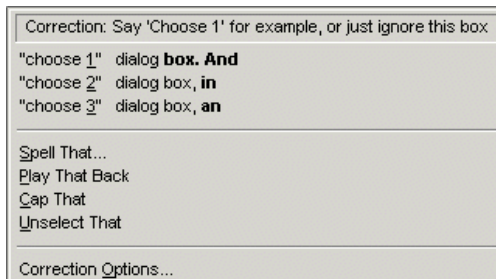 Correction: Say 'Choose 1' for example, or just ignore this box
"choose 1" dialog box. And
"choose 2" dialog box, in
"choose 3" dialog box, an
Spell That...
Play That Back
Cap That
Unselect That
Correction Options...